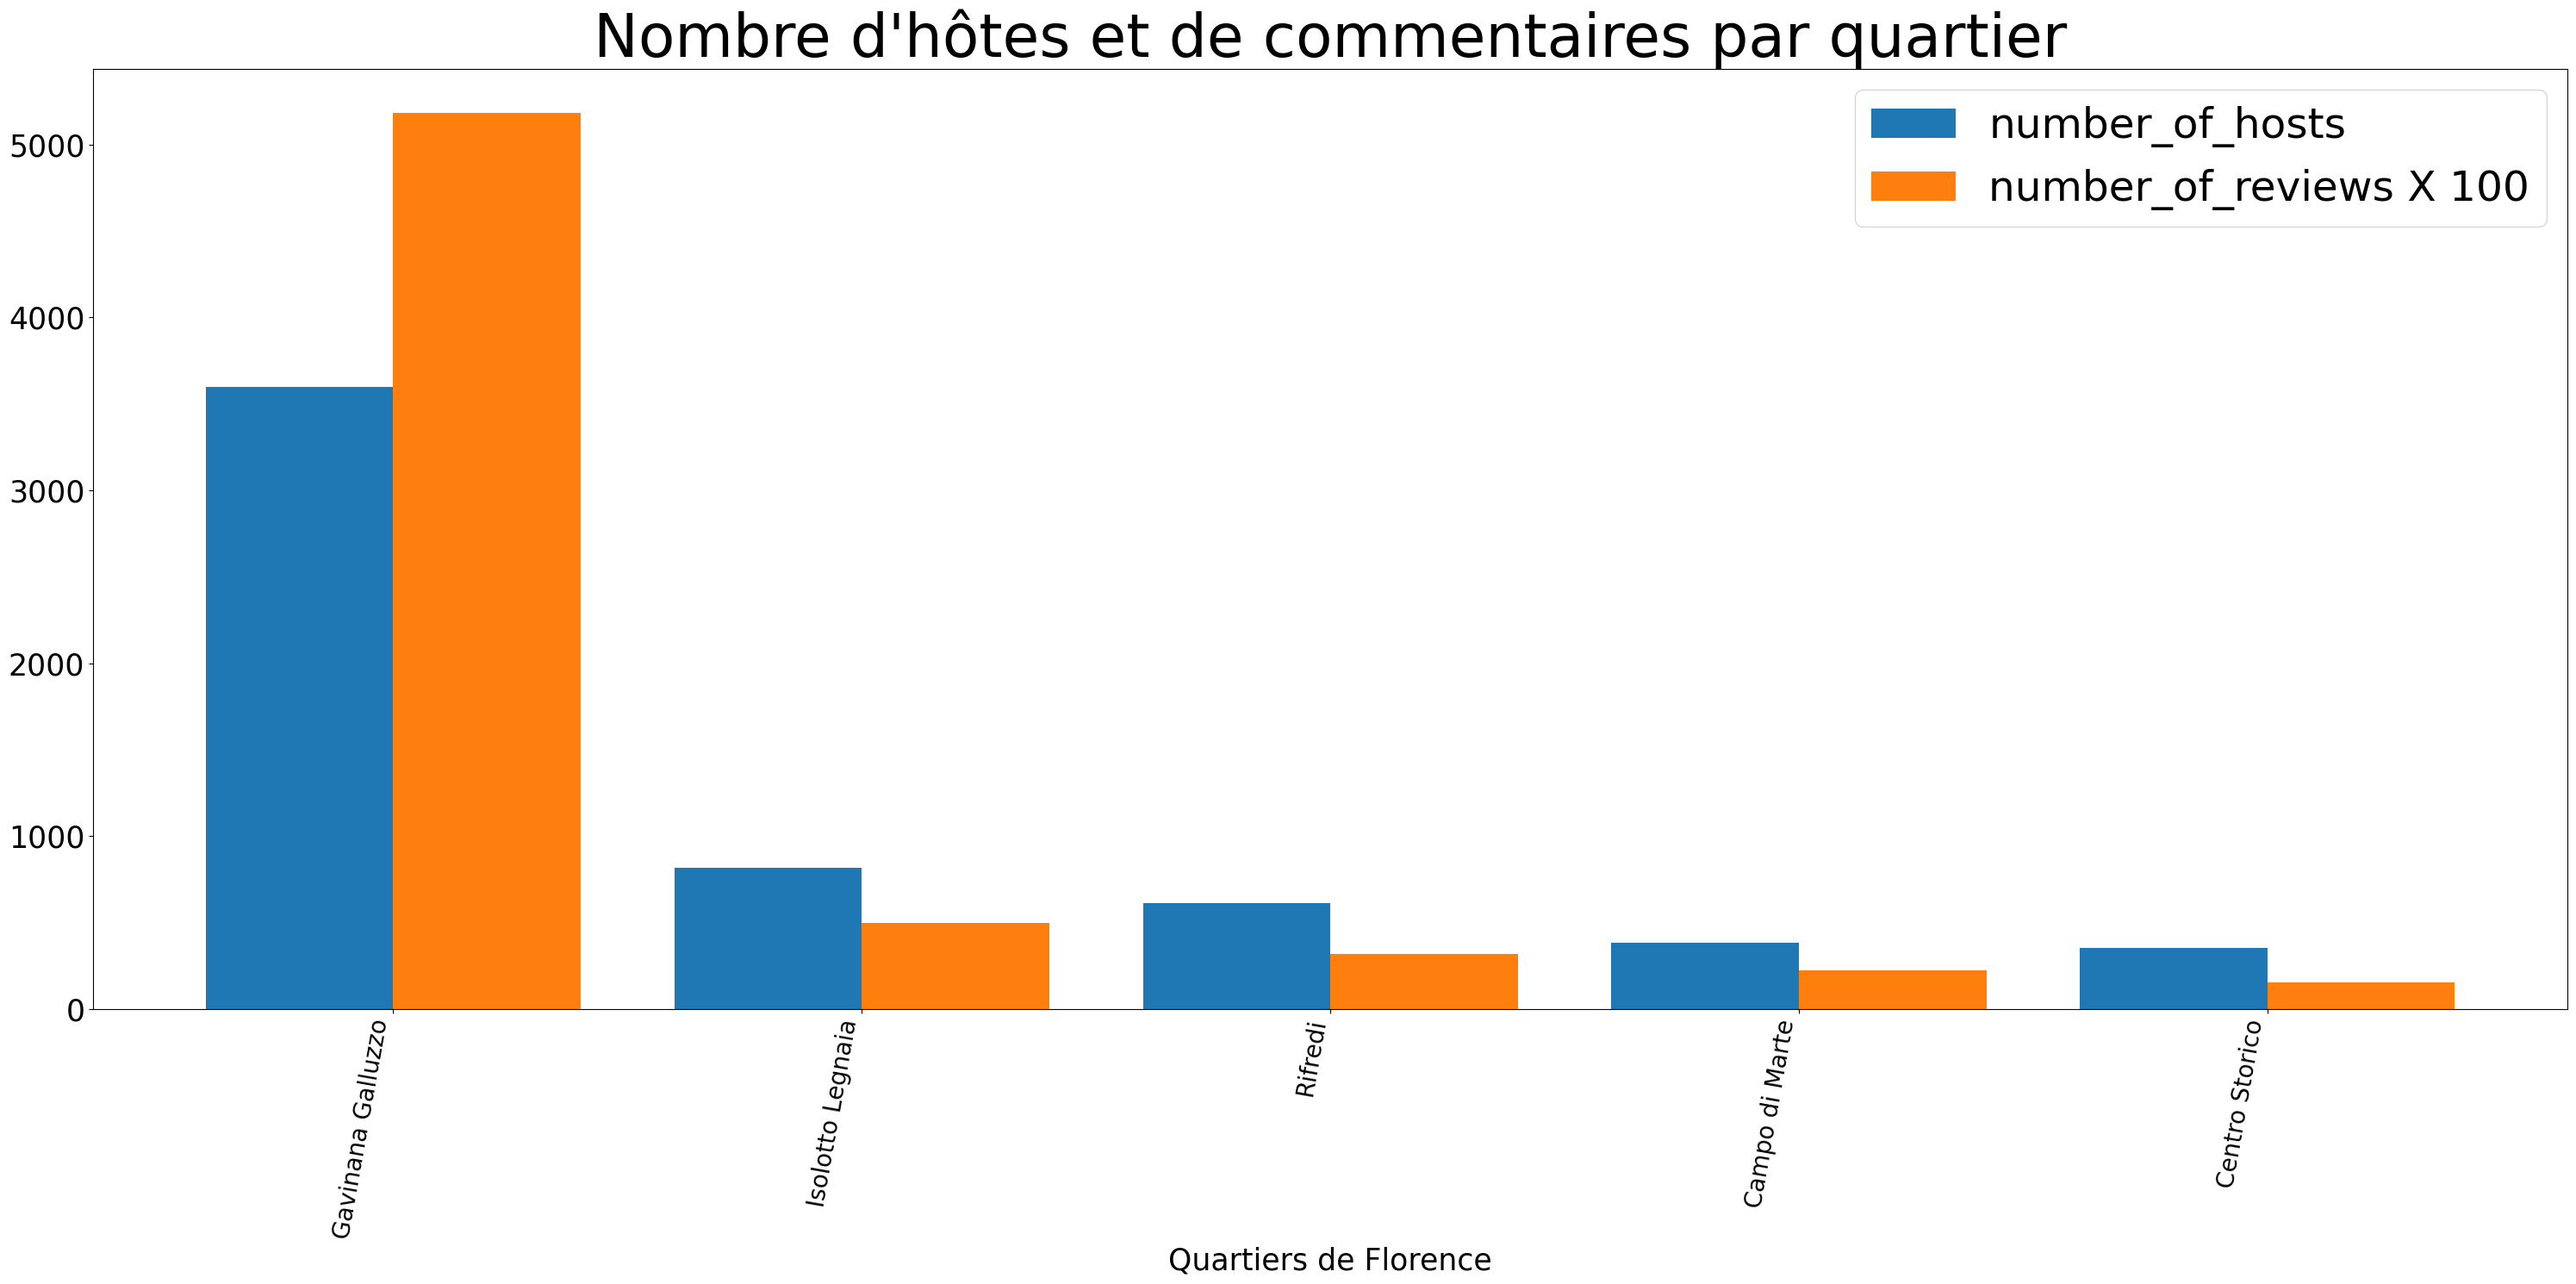 Nombre d'hôtes et de commentaires par quartier
number_of_hosts
number_of_reviews X 100
5000
4000
3000
2000
1000
0
Gavinana Galluzzo
Isolotto Legnaia
Rifredi
Campo di Marte
Centro Storico
Quartiers de Florence